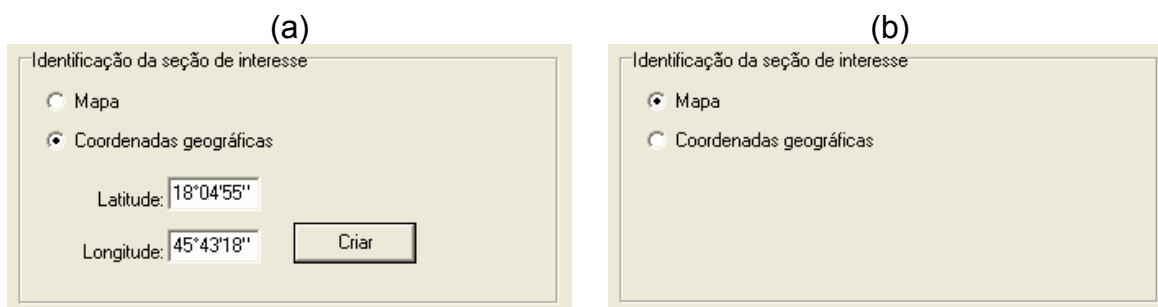 (a)
Identificação da seção de interesse
Mapa
Coordenadas geográficas
Latitude: 18°04'55''
Longitude: 45°43'18''
Criar
(b)
Identificação da seção de interesse
Mapa
Coordenadas geográficas